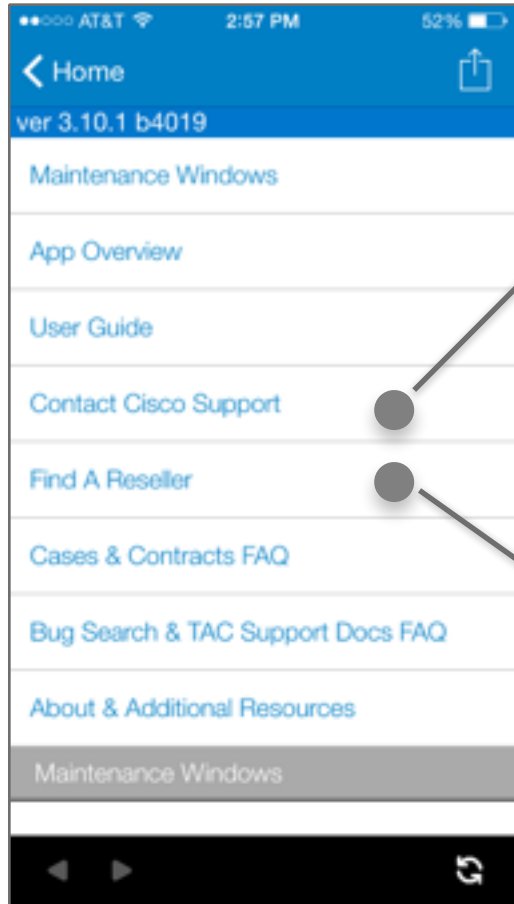 AT&T 2:57 PM 52%
Home
ver 3.10.1 b4019
Maintenance Windows
App Overview
User Guide
Contact Cisco Support
Find A Reseller
Cases & Contracts FAQ
Bug Search & TAC Support Docs FAQ
About & Additional Resources
Maintenance Windows